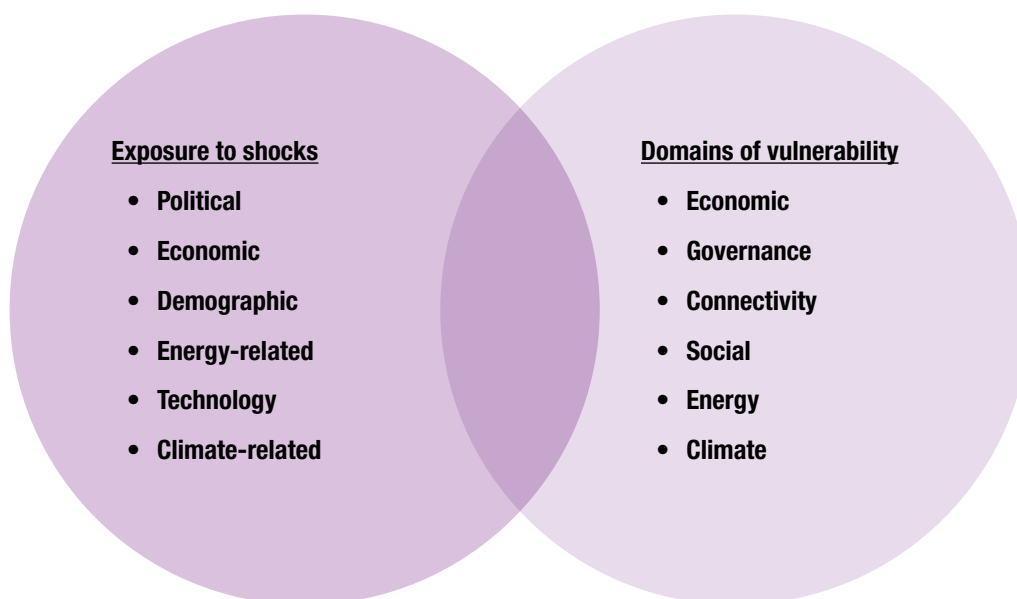 Exposure to shocks
• Political
• Economic
• Demographic
• Energy-related
• Technology
• Climate-related
Domains of vulnerability
• Economic
• Governance
• Connectivity
• Social
• Energy
• Climate